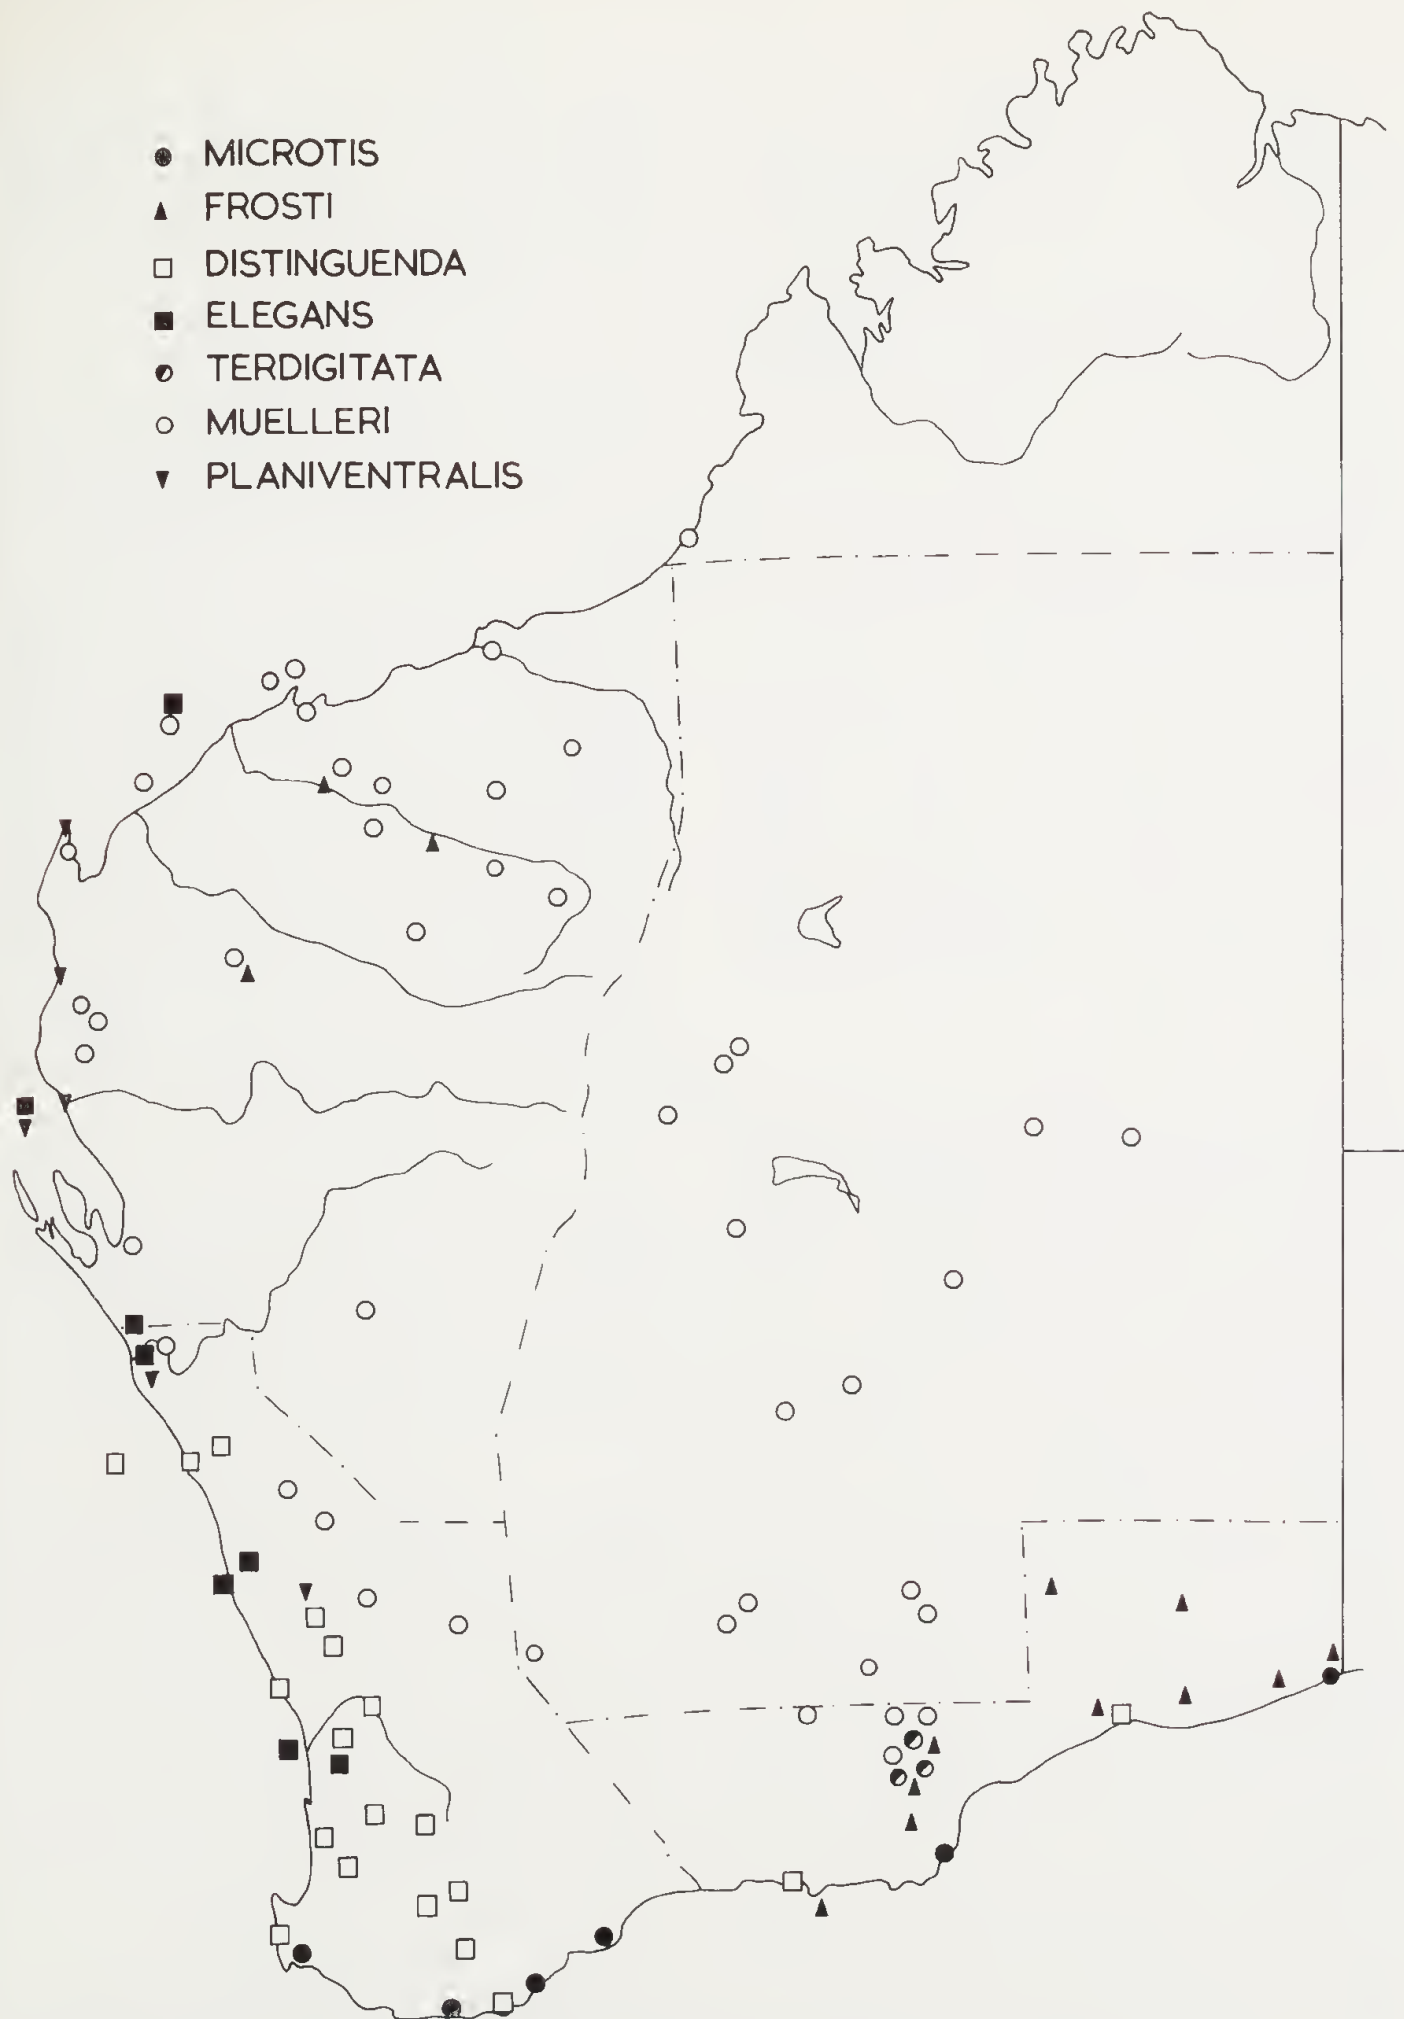 MICROTIS
FROSTI
DISTINGUENDA
ELEGANS
TERDIGITATA
MUELLERI
PLANIVENTRALIS